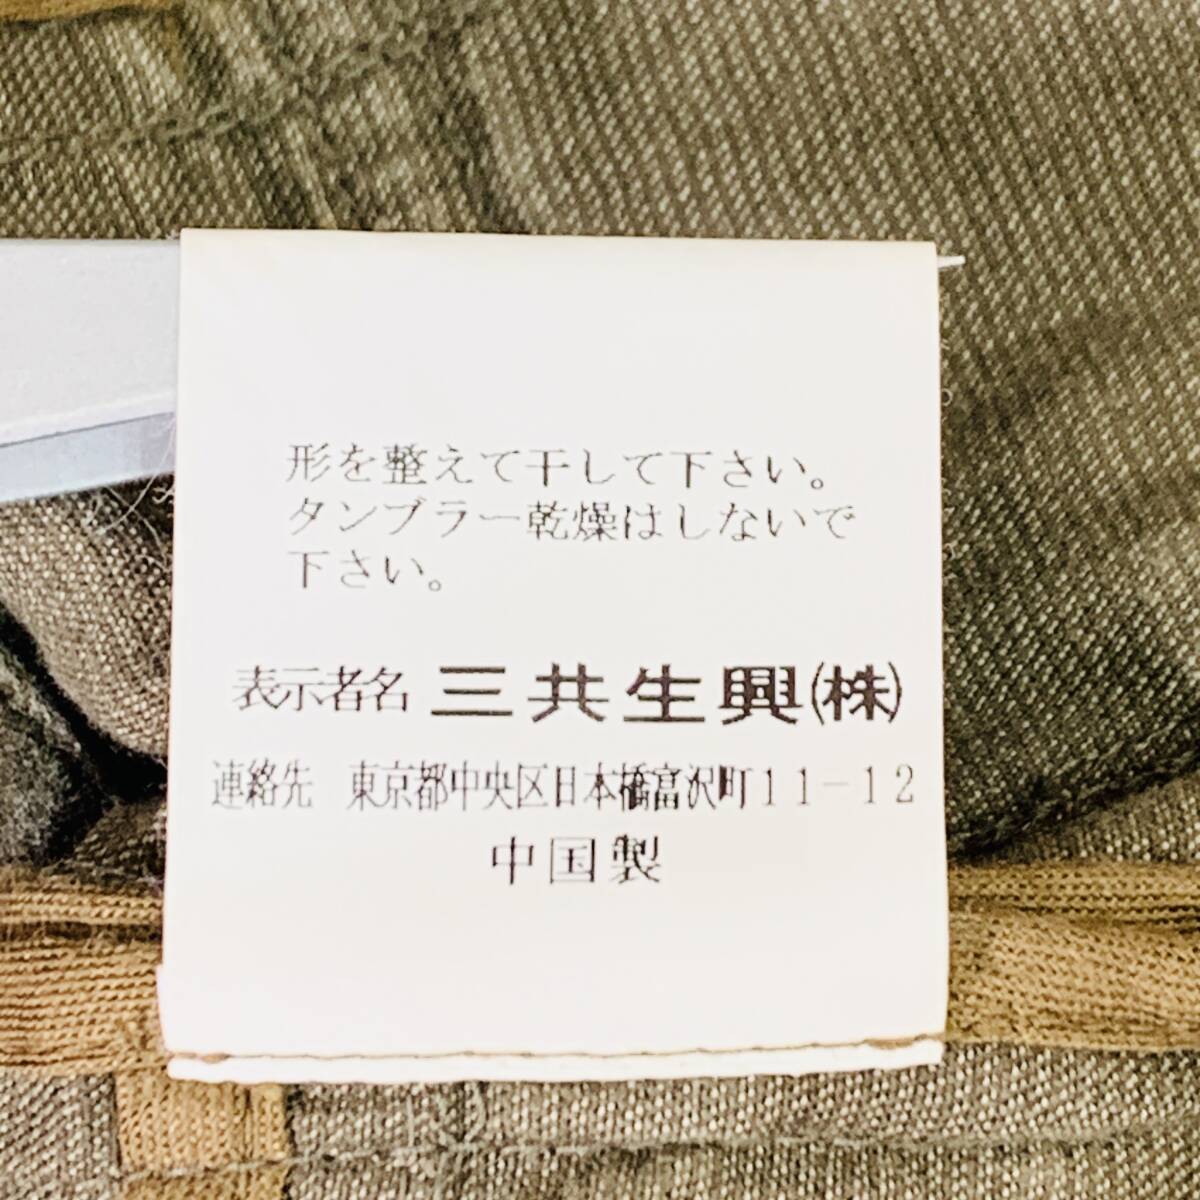 形を整えて干して下さい。
タンブラー乾燥はしないで
下さい。
表示者名 三共生興(株)
連絡先 東京都中央区日本橋富沢町11-12
中国製